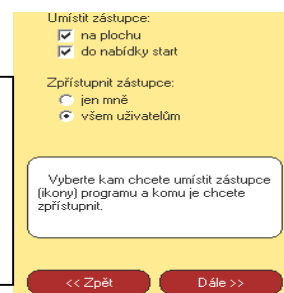 Umístit zástupce:
na plochu
do nabídky start
Zpřístupnit zástupce:
jen mně
všem uživatelům
Vyberte kam chcete umístit zástupce
(ikony) programu a komu je chcete
zpřístupnit.
<< Zpět
Dále >>